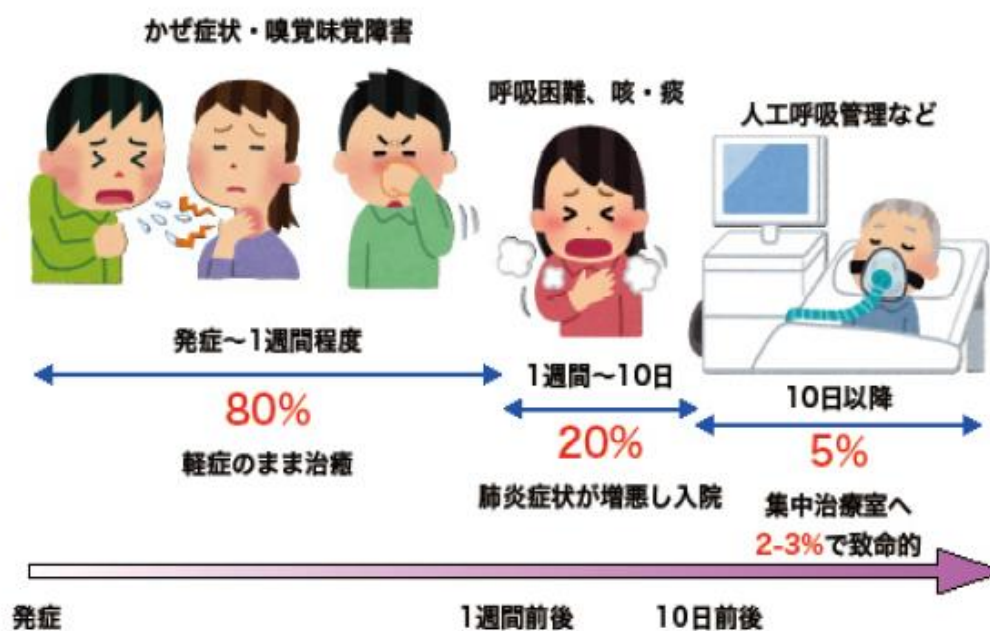 かぜ症状・嗅覚味覚障害
呼吸困難、咳・痰
人工呼吸管理など
発症〜1週間程度
80%
軽症のまま治癒
1週間〜10日
20%
肺炎症状が増悪し入院
10日以降
5%
集中治療室へ
2-3%で致命的
発症
1週間前後
10日前後